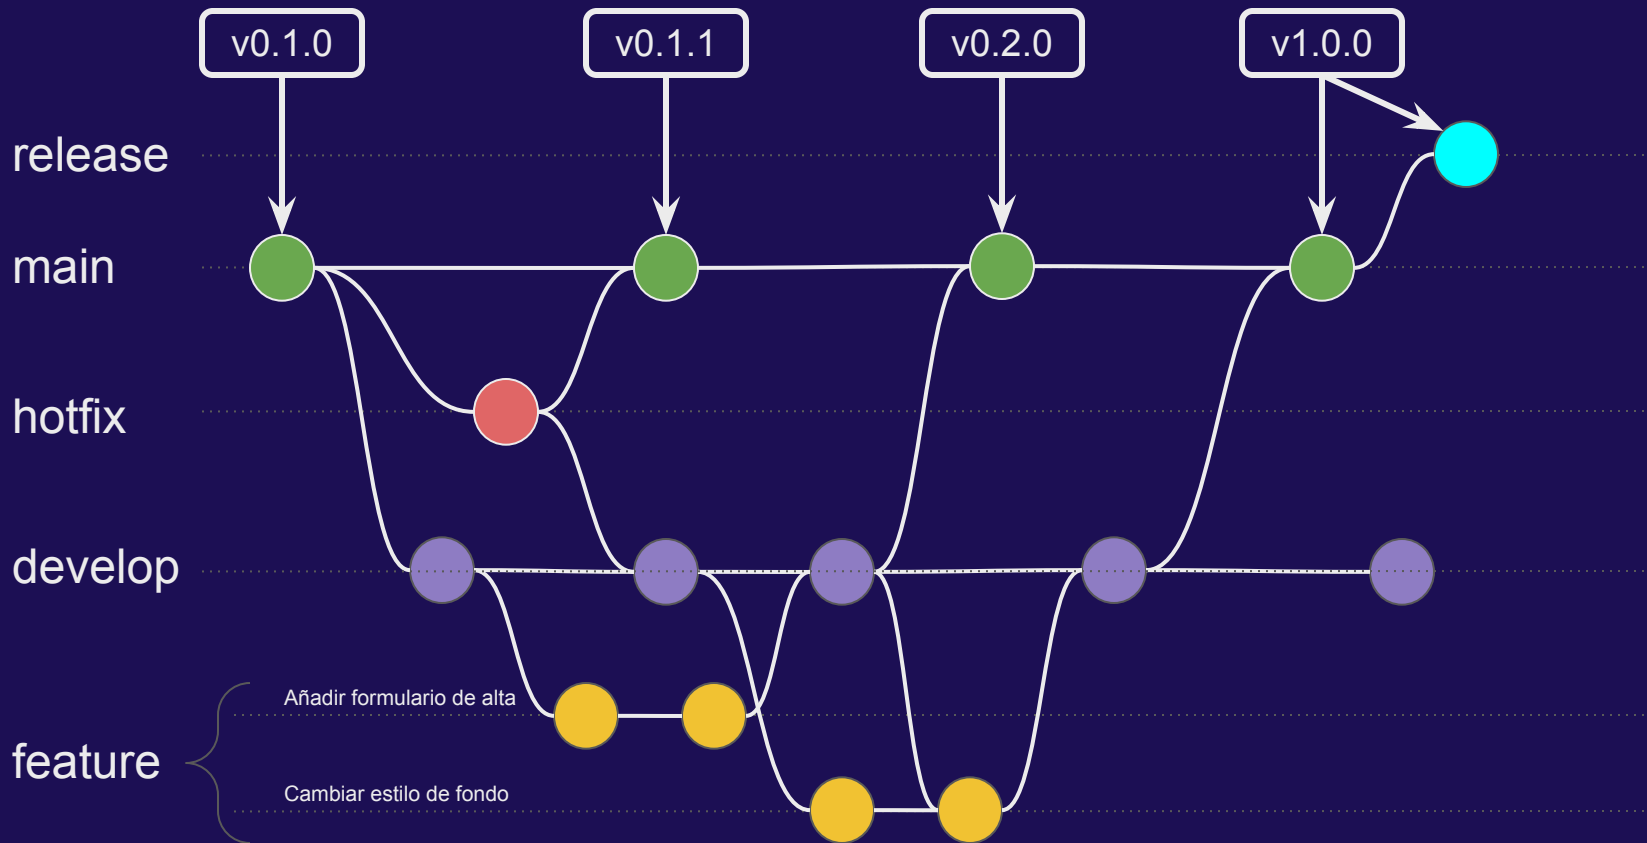 v0.1.0
v0.1.1
v0.2.0
v1.0.0
release
main
hotfix
develop
feature
Añadir formulario de alta
Cambiar estilo de fondo